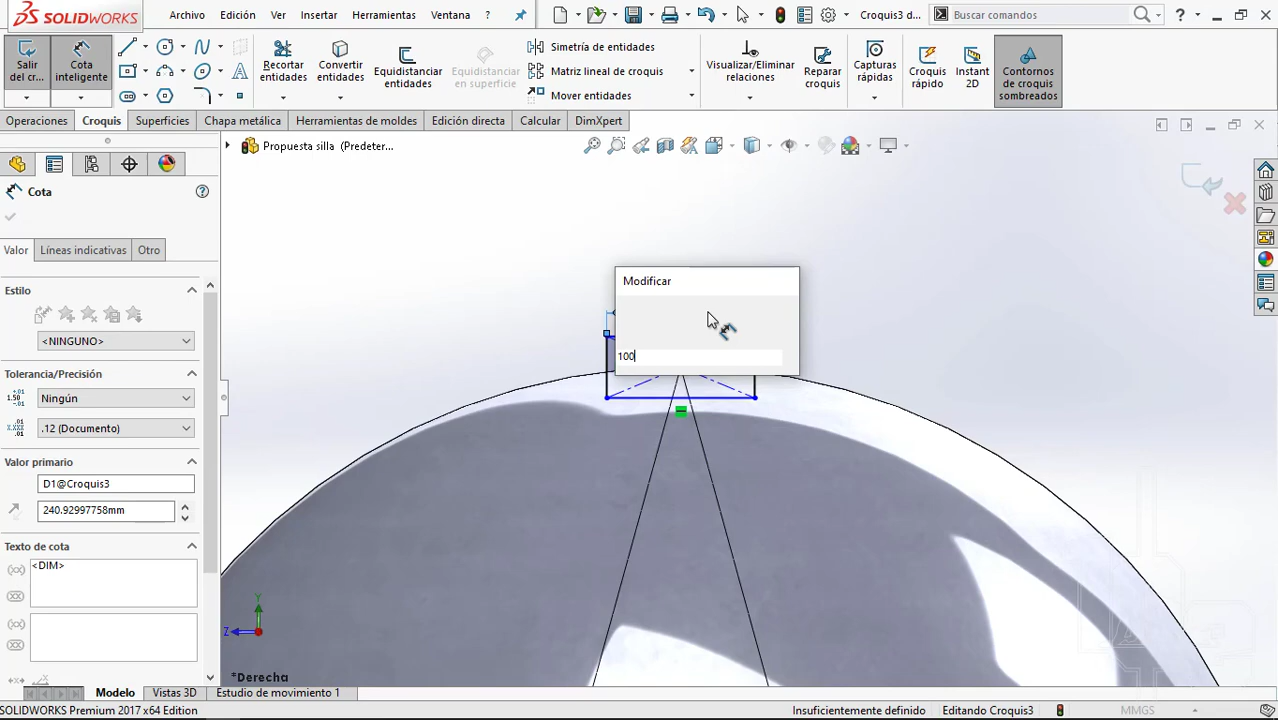 SOLIDWORKS
Archivo Edición Ver Insertar Herramientas Ventana ?
Croquis3 d...
Buscar comandos
?
Salir del cr...
Cota inteligente
Recortar entidades
Convertir entidades
Equidistanciar entidades
Equidistanciar en superficie
Simetría de entidades
Matriz lineal de croquis
Mover entidades
Visualizar/Eliminar relaciones
Reparar croquis
Capturas rápidas
Croquis rápido
Instant 2D
Contornos de croquis sombreados
Operaciones Croquis Superficies Chapa metálica Herramientas de moldes Edición directa Calcular DimXpert
Propuesta silla (Predeter...
Cota
Valor Líneas indicativas Otro
Estilo
<NINGUNO>
Tolerancia/Precisión
Ningún
.12 (Documento)
Valor primario
D1@Croquis3
240.92997758mm
Texto de cota
<DIM>
Modificar
100
Y
Z
*Derecha
Modelo Vistas 3D Estudio de movimiento 1
SOLIDWORKS Premium 2017 x64 Edition
Insuficientemente definido
Editando Croquis3
MMGS